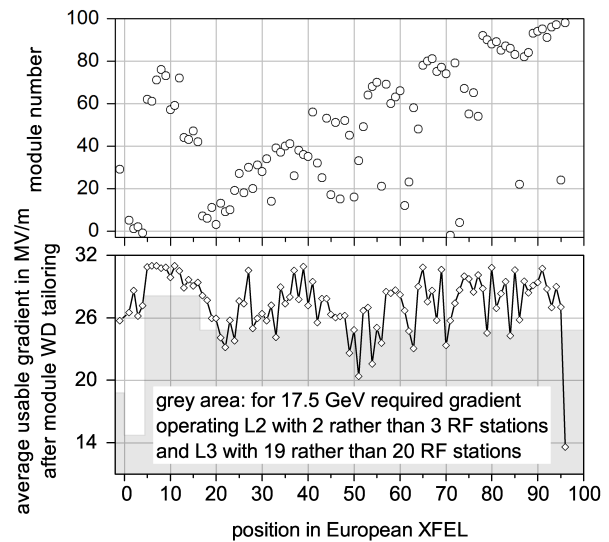 100
80
60
40
20
0
module number
32
26
20
14
average usable gradient in MV/m
after module WD tailoring
grey area: for 17.5 GeV required gradient
operating L2 with 2 rather than 3 RF stations
and L3 with 19 rather than 20 RF stations
0 10 20 30 40 50 60 70 80 90 100
position in European XFEL